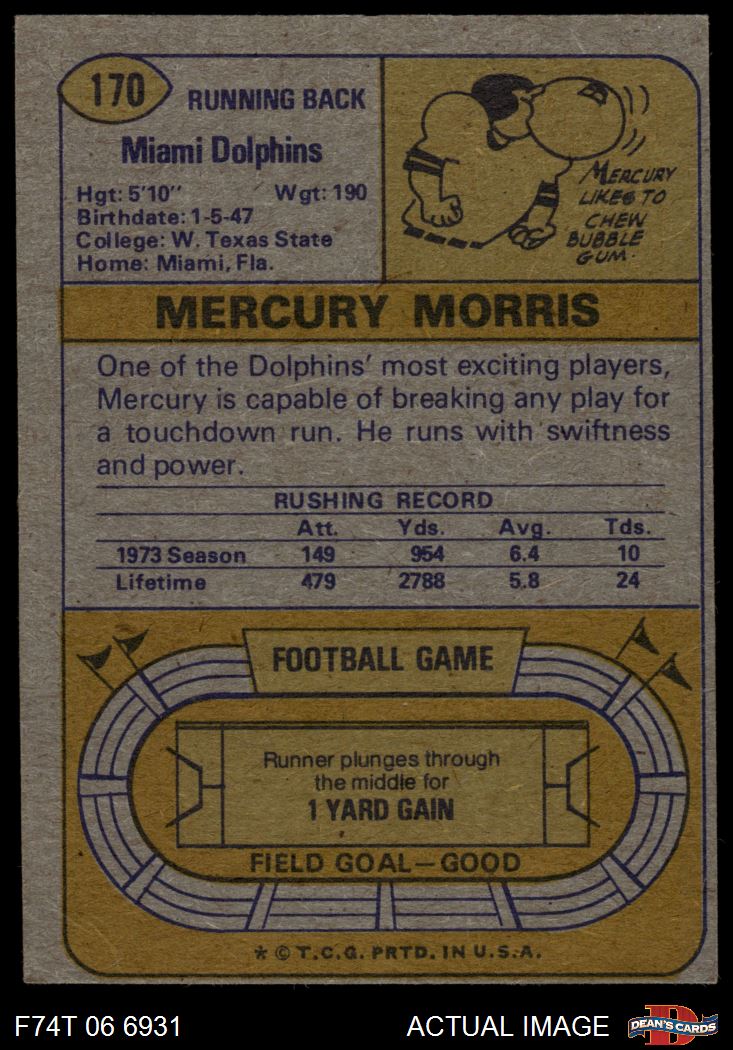 170
RUNNING BACK
Miami Dolphins
Hgt: 5'10" Wgt: 190
Birthdate: 1-5-47
College: W. Texas State
Home: Miami, Fla.
MERCURY
LIKES TO
CHEW
BUBBLE
GUM.
MERCURY MORRIS
One of the Dolphins' most exciting players,
Mercury is capable of breaking any play for
a touchdown run. He runs with swiftness
and power.
RUSHING RECORD
Att. Yds. Avg. Tds.
1973 Season 149 954 6.4 10
Lifetime 479 2788 5.8 24
FOOTBALL GAME
Runner plunges through
the middle for
1 YARD GAIN
FIELD GOAL—GOOD
* © T.C.G. PRTD. IN U.S.A.
F74T 06 6931 ACTUAL IMAGE
D
DEAN'S CARDS